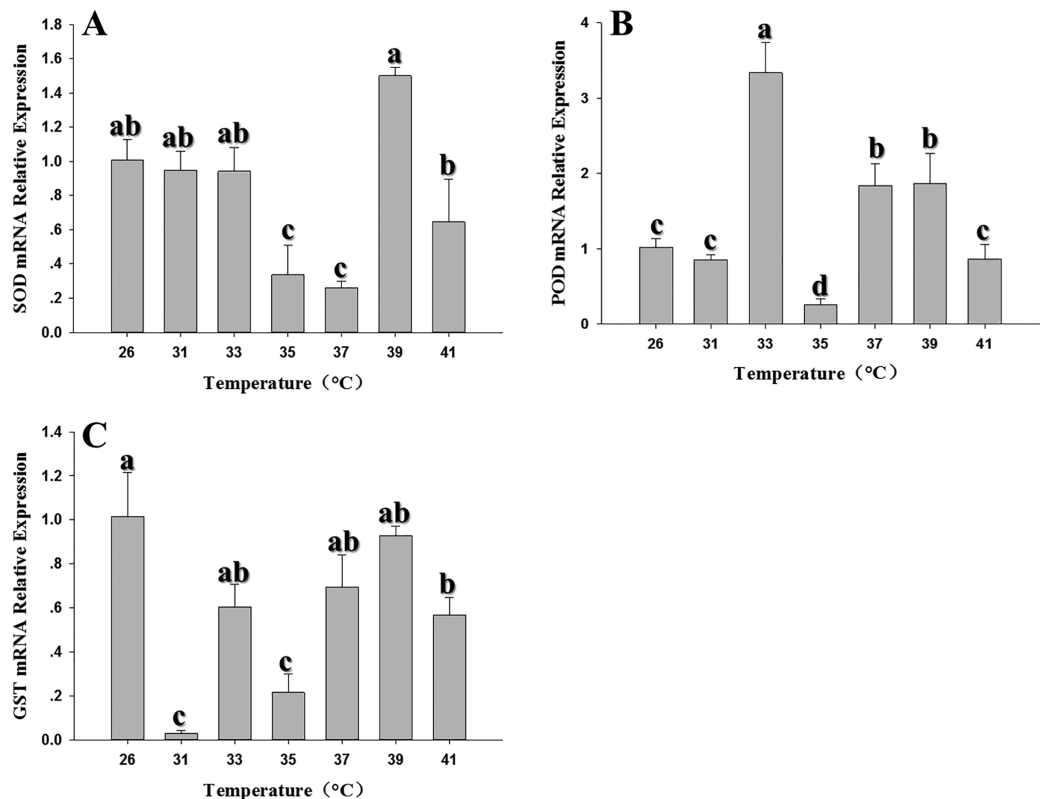 A
SOD mRNA Relative Expression
1.8
1.6
1.4
1.2
1.0
.8
.6
.4
.2
0.0
ab
ab
ab
c
c
a
b
26 31 33 35 37 39 41
Temperature（°C）
B
POD mRNA Relative Expression
4
3
2
1
0
c
c
a
d
b
b
c
26 31 33 35 37 39 41
Temperature（°C）
C
GST mRNA Relative Expression
1.4
1.2
1.0
.8
.6
.4
.2
0.0
a
c
ab
c
ab
ab
b
26 31 33 35 37 39 41
Temperature（°C）